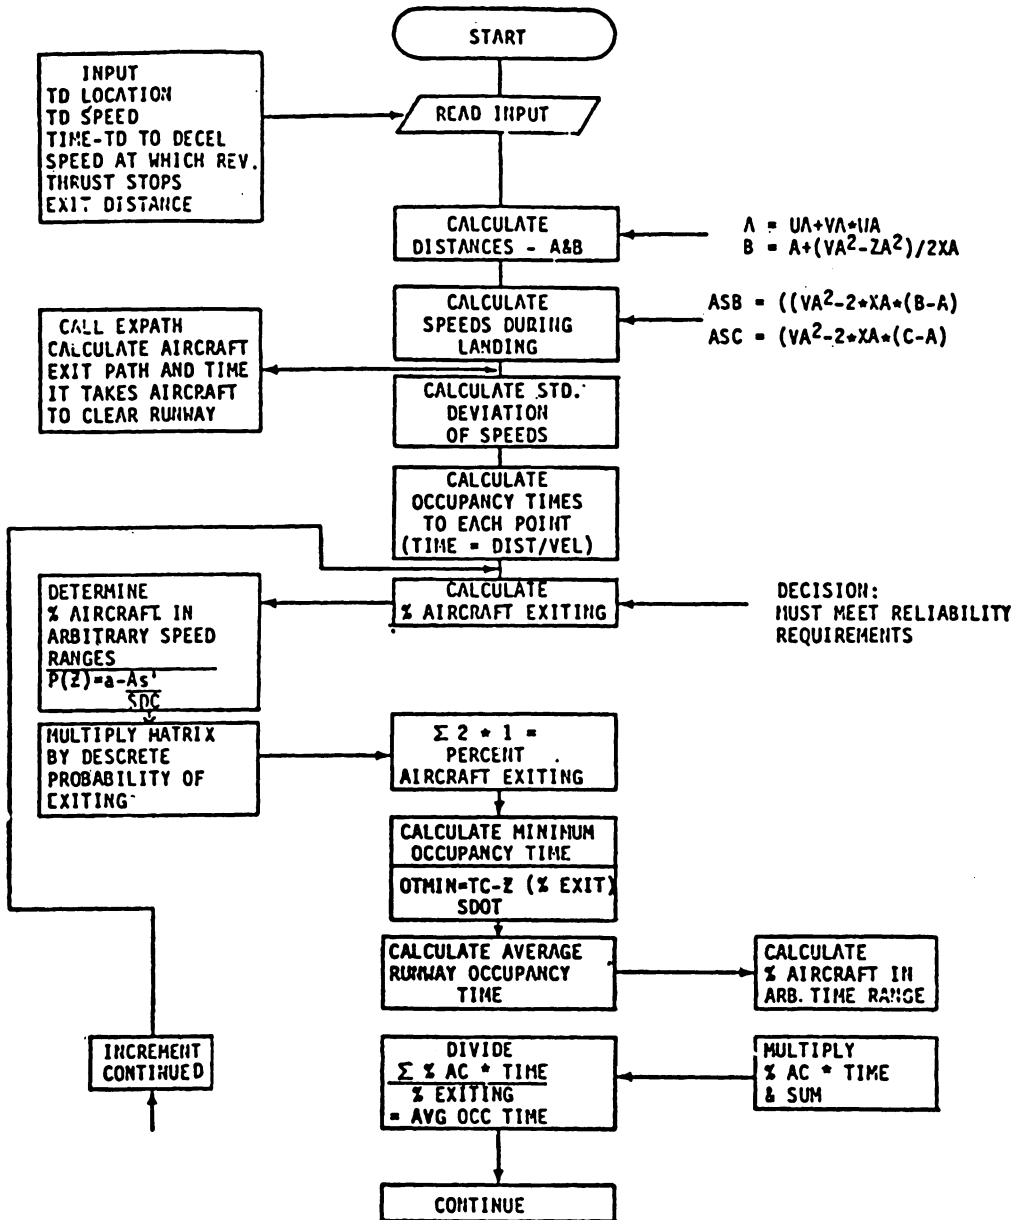 START
INPUT
TD LOCATION
TD SPEED
TIME-TD TO DECEL
SPEED AT WHICH REV.
THRUST STOPS
EXIT DISTANCE
READ INPUT
CALCULATE
DISTANCES - A&B
A = UA+VA*UA
B = A+(VA²-ZA²)/2XA
CALCULATE
SPEEDS DURING
LANDING
ASB = ((VA²-2*XA*(B-A)
ASC = (VA²-2*XA*(C-A)
CALL EXPATH
CALCULATE AIRCRAFT
EXIT PATH AND TIME
IT TAKES AIRCRAFT
TO CLEAR RUNWAY
CALCULATE STD.
DEVIATION
OF SPEEDS
CALCULATE
OCCUPANCY TIMES
TO EACH POINT
(TIME = DIST/VEL)
CALCULATE
% AIRCRAFT EXITING
DECISION:
MUST MEET RELIABILITY
REQUIREMENTS
DETERMINE
% AIRCRAFT IN
ARBITRARY SPEED
RANGES
P(Z)=a-As'
SDC
MULTIPLY MATRIX
BY DESCRETE
PROBABILITY OF
EXITING
Σ 2 * 1 =
PERCENT
AIRCRAFT EXITING
CALCULATE MINIMUM
OCCUPANCY TIME
OTMIN=TC-Z (% EXIT)
SDOT
CALCULATE AVERAGE
RUNWAY OCCUPANCY
TIME
CALCULATE
% AIRCRAFT IN
ARB. TIME RANGE
MULTIPLY
% AC * TIME
& SUM
DIVIDE
Σ % AC * TIME
% EXITING
= AVG OCC TIME
INCREMENT
CONTINUED
CONTINUE